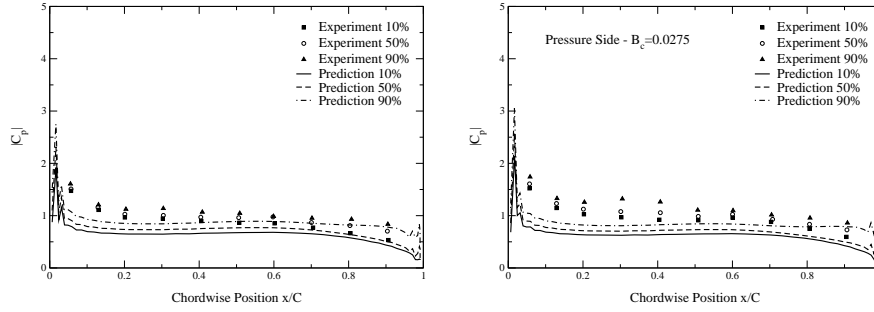 5
4
3
2
1
0
|C_p|
0
0.2
0.4
0.6
0.8
1
Chordwise Position x/C
Experiment 10%
Experiment 50%
Experiment 90%
Prediction 10%
Prediction 50%
Prediction 90%
5
4
3
2
1
0
|C_p|
0
0.2
0.4
0.6
0.8
1
Chordwise Position x/C
Pressure Side - B_c=0.0275
Experiment 10%
Experiment 50%
Experiment 90%
Prediction 10%
Prediction 50%
Prediction 90%